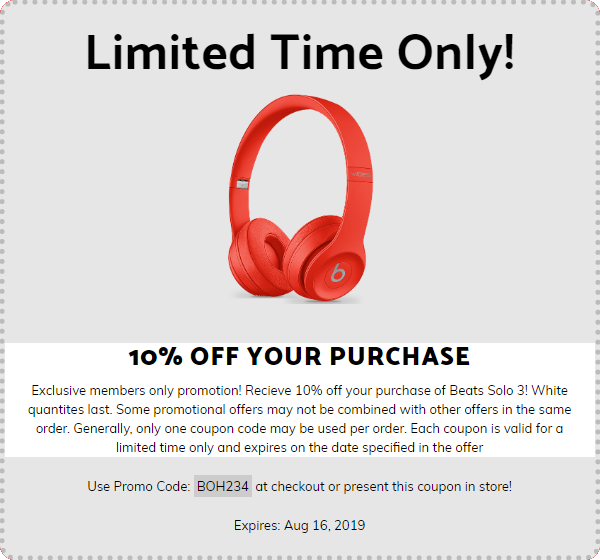 Limited Time Only!
b
10% OFF YOUR PURCHASE
Exclusive members only promotion! Recieve 10% off your purchase of Beats Solo 3! White
quantites last. Some promotional offers may not be combined with other offers in the same
order. Generally, only one coupon code may be used per order. Each coupon is valid for a
limited time only and expires on the date specified in the offer
Use Promo Code: BOH234 at checkout or present this coupon in store!
Expires: Aug 16, 2019